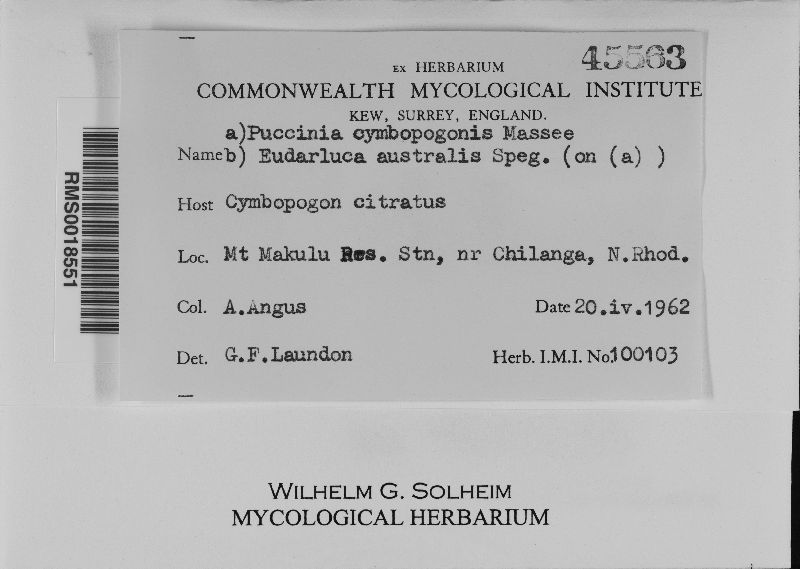 45563
EX HERBARIUM
COMMONWEALTH MYCOLOGICAL INSTITUTE
KEW, SURREY, ENGLAND.
a)Puccinia cymbopogonis Massee
Name b) Eudarluca australis Speg. (on (a) )
Host Cymbopogon citratus
Loc. Mt Makulu Res. Stn, nr Chilanga, N.Rhod.
Col. A.Angus Date 20.iv.1962
Det. G.F.Laundon Herb. I.M.I. No. 100103
RMS0018551
WILHELM G. SOLHEIM
MYCOLOGICAL HERBARIUM